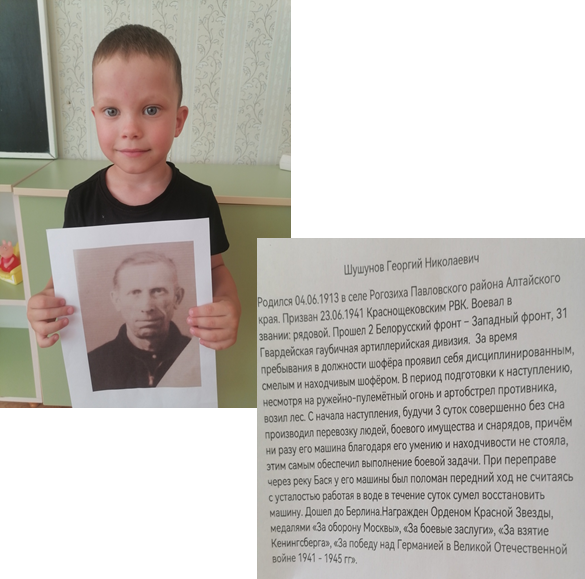 Шушунов Георгий Николаевич
Родился 04.06.1913 в селе Рогозиха Павловского района Алтайского
края. Призван 23.06.1941 Краснощековским РВК. Воевал в
звании: рядовой. Прошел 2 Белорусский фронт – Западный фронт, 31
Гвардейская гаубичная артиллерийская дивизия. За время
пребывания в должности шофёра проявил себя дисциплинированным,
смелым и находчивым шофёром. В период подготовки к наступлению,
несмотря на ружейно-пулемётный огонь и артобстрел противника,
возил лес. С начала наступления, будучи 3 суток совершенно без сна
производил перевозку людей, боевого имущества и снарядов, причём
ни разу его машина благодаря его умению и находчивости не стояла,
этим самым обеспечил выполнение боевой задачи. При переправе
через реку Бася у его машины был поломан передний ход не считаясь
с усталостью работая в воде в течение суток сумел восстановить
машину. Дошел до Берлина.Награжден Орденом Красной Звезды,
медалями «За оборону Москвы», «За боевые заслуги», «За взятие
Кенингсберга», «За победу над Германией в Великой Отечественной
войне 1941 - 1945 гг».